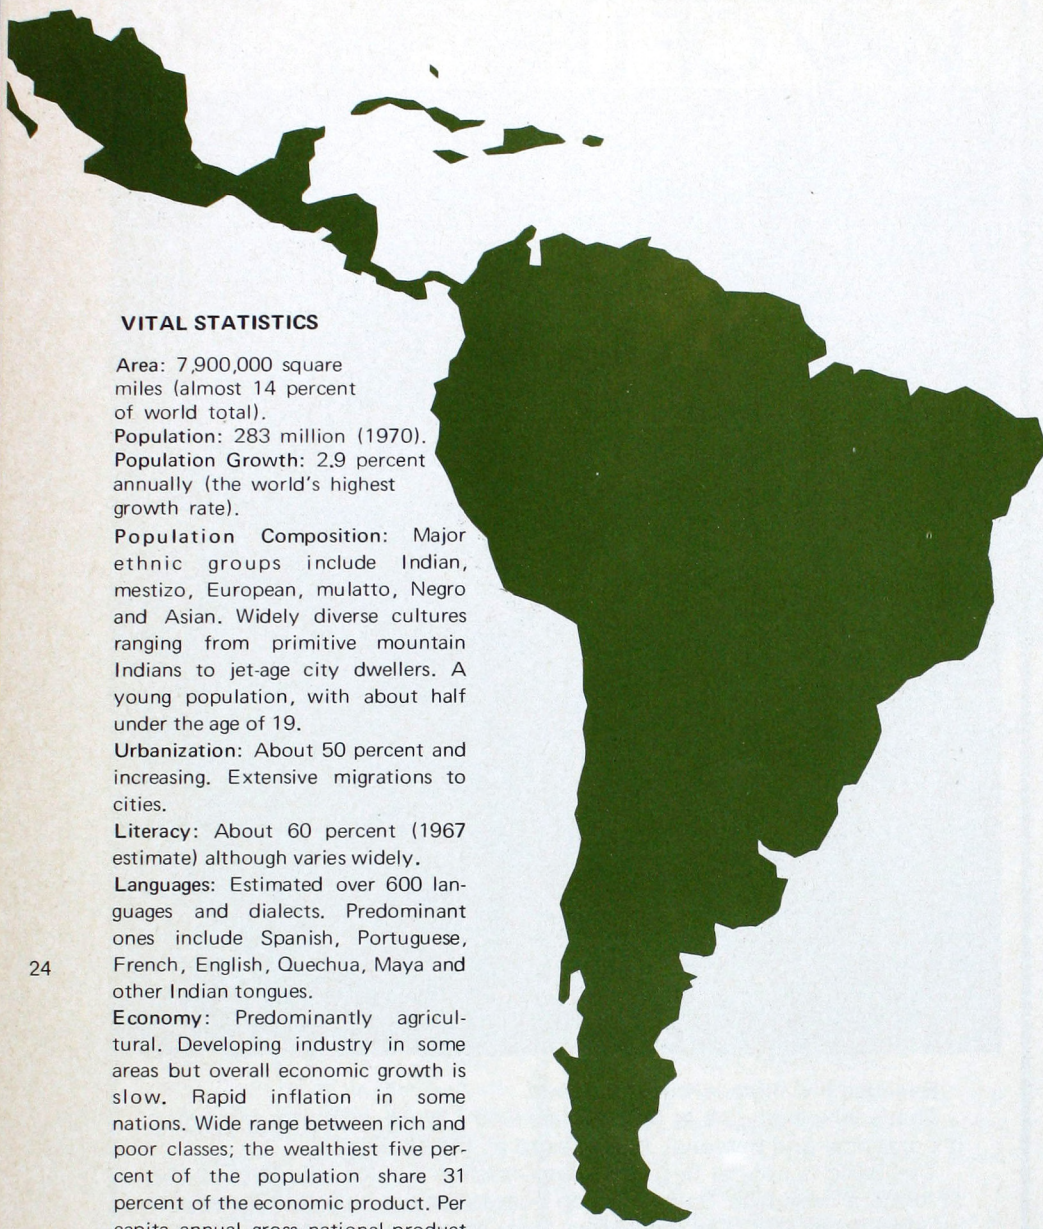 VITAL STATISTICS
Area: 7,900,000 square
miles (almost 14 percent
of world total).
Population: 283 million (1970).
Population Growth: 2.9 percent
annually (the world's highest
growth rate).
Population Composition: Major
ethnic groups include Indian,
mestizo, European, mulatto, Negro
and Asian. Widely diverse cultures
ranging from primitive mountain
Indians to jet-age city dwellers. A
young population, with about half
under the age of 19.
Urbanization: About 50 percent and
increasing. Extensive migrations to
cities.
Literacy: About 60 percent (1967
estimate) although varies widely.
Languages: Estimated over 600 lan-
guages and dialects. Predominant
ones include Spanish, Portuguese,
French, English, Quechua, Maya and
other Indian tongues.
Economy: Predominantly agricul-
tural. Developing industry in some
areas but overall economic growth is
slow. Rapid inflation in some
nations. Wide range between rich and
poor classes; the wealthiest five per-
cent of the population share 31
percent of the economic product. Per
capita annual gross national product
24